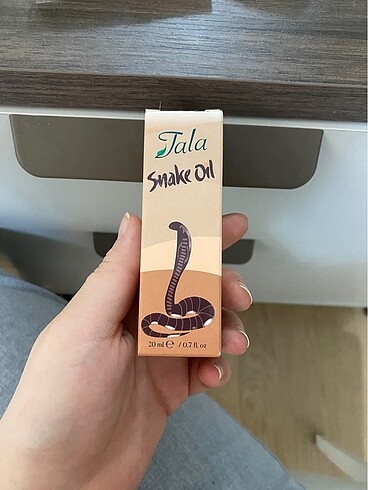 Tala
Snake Oil
20 ml ℮ / 0.7 fl. oz